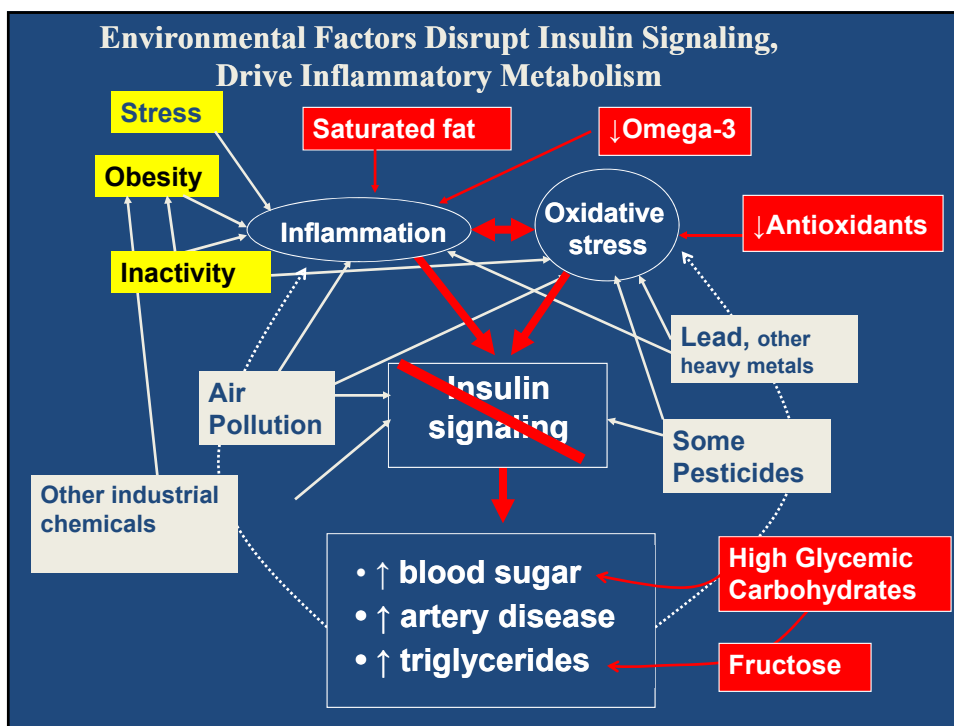 Environmental Factors Disrupt Insulin Signaling,
Drive Inflammatory Metabolism
Stress
Saturated fat
↓Omega-3
Obesity
Inflammation
Oxidative
stress
↓Antioxidants
Inactivity
Lead, other
heavy metals
Air
Pollution
Insulin
signaling
Some
Pesticides
Other industrial
chemicals
• ↑ blood sugar
• ↑ artery disease
• ↑ triglycerides
High Glycemic
Carbohydrates
Fructose